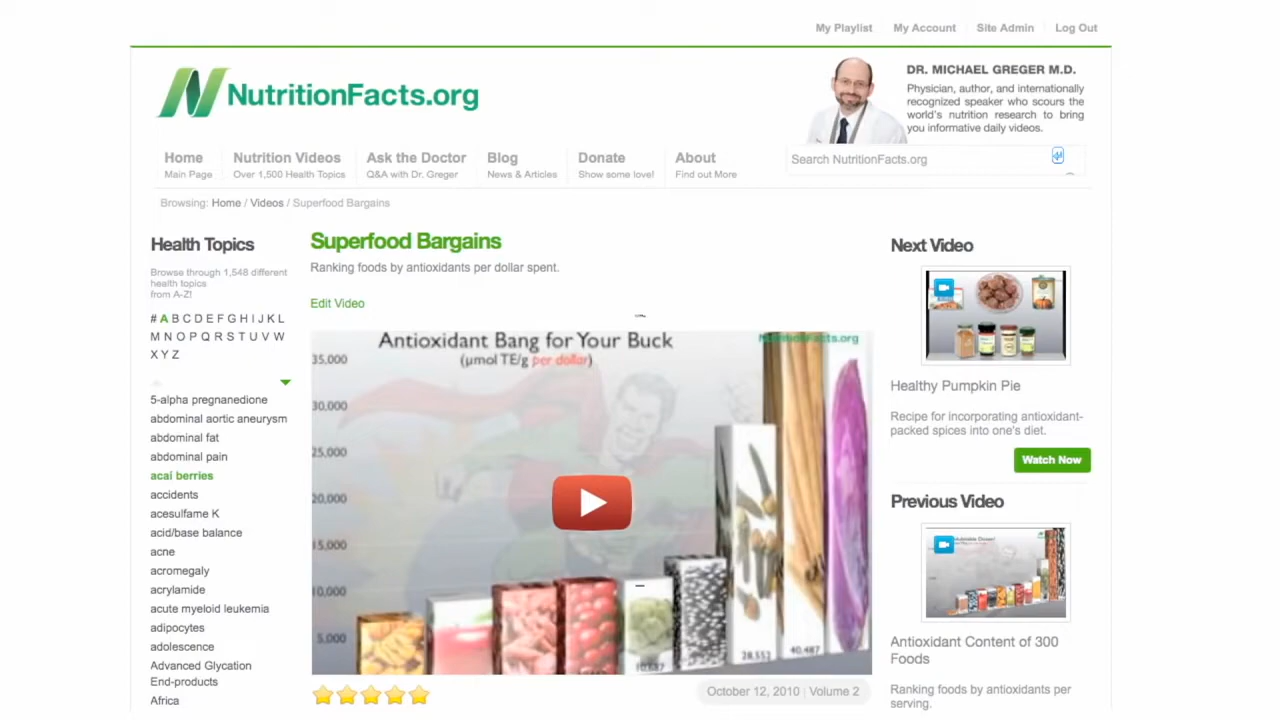 My Playlist
My Account
Site Admin
Log Out
NutritionFacts.org
DR. MICHAEL GREGER M.D.
Physician, author, and internationally
recognized speaker who scours the
world's nutrition research to bring
you informative daily videos.
Home
Main Page
Nutrition Videos
Over 1,500 Health Topics
Ask the Doctor
Q&A with Dr. Greger
Blog
News & Articles
Donate
Show some love!
About
Find out More
Search NutritionFacts.org
Browsing: Home / Videos / Superfood Bargains
Health Topics
Browse through 1,548 different
health topics
from A-Z!
# A B C D E F G H I J K L
M N O P Q R S T U V W
X Y Z
5-alpha pregnanedione
abdominal aortic aneurysm
abdominal fat
abdominal pain
acaí berries
accidents
acesulfame K
acid/base balance
acne
acromegaly
acrylamide
acute myeloid leukemia
adipocytes
adolescence
Advanced Glycation
End-products
Africa
Superfood Bargains
Ranking foods by antioxidants per dollar spent.
Edit Video
Antioxidant Bang for Your Buck
(µmol TE/g per dollar)
NutritionFacts.org
35,000
30,000
25,000
20,000
15,000
10,000
5,000
28,552
40,487
October 12, 2010 | Volume 2
Next Video
Healthy Pumpkin Pie
Recipe for incorporating antioxidant-
packed spices into one's diet.
Watch Now
Previous Video
Antioxidant Content of 300
Foods
Ranking foods by antioxidants per
serving.